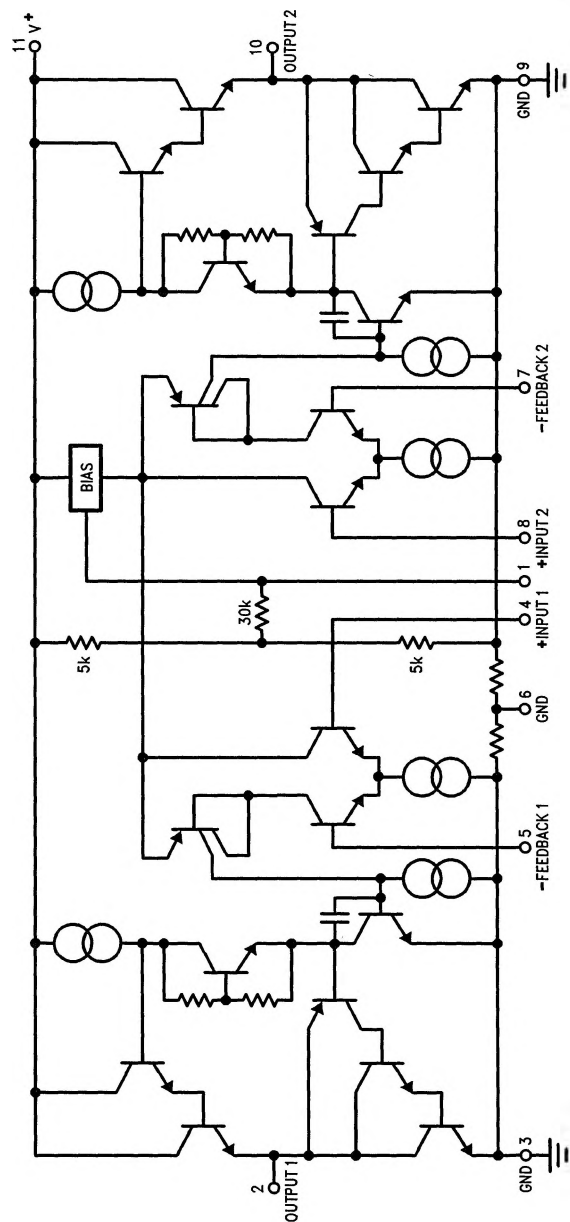 11
V+
10
OUTPUT 2
9
GND
7
-FEEDBACK 2
BIAS
8
+INPUT 2
1
30k
5k
5k
4
+INPUT 1
6
GND
5
-FEEDBACK 1
2
OUTPUT 1
3
GND